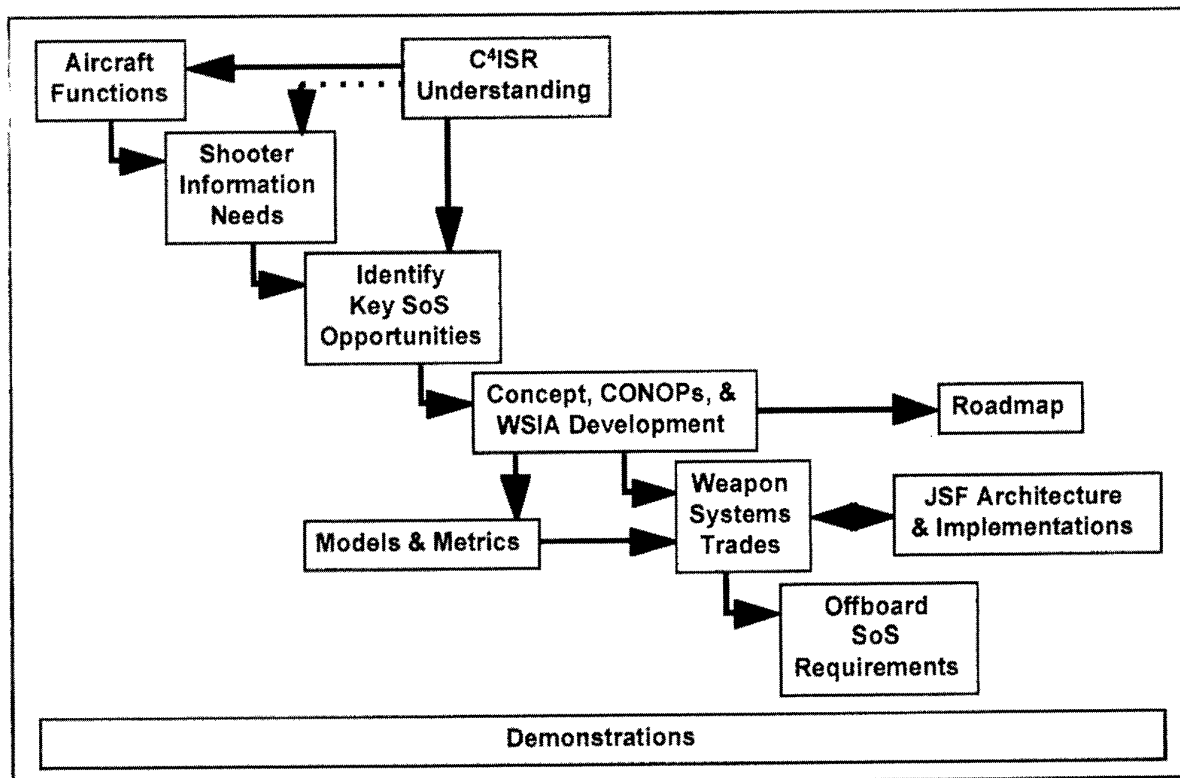 Aircraft
Functions
C⁴ISR
Understanding
Shooter
Information
Needs
Identify
Key SoS
Opportunities
Concept, CONOPs, &
WSIA Development
Roadmap
Weapon
Systems
Trades
JSF Architecture
& Implementations
Models & Metrics
Offboard
SoS
Requirements
Demonstrations